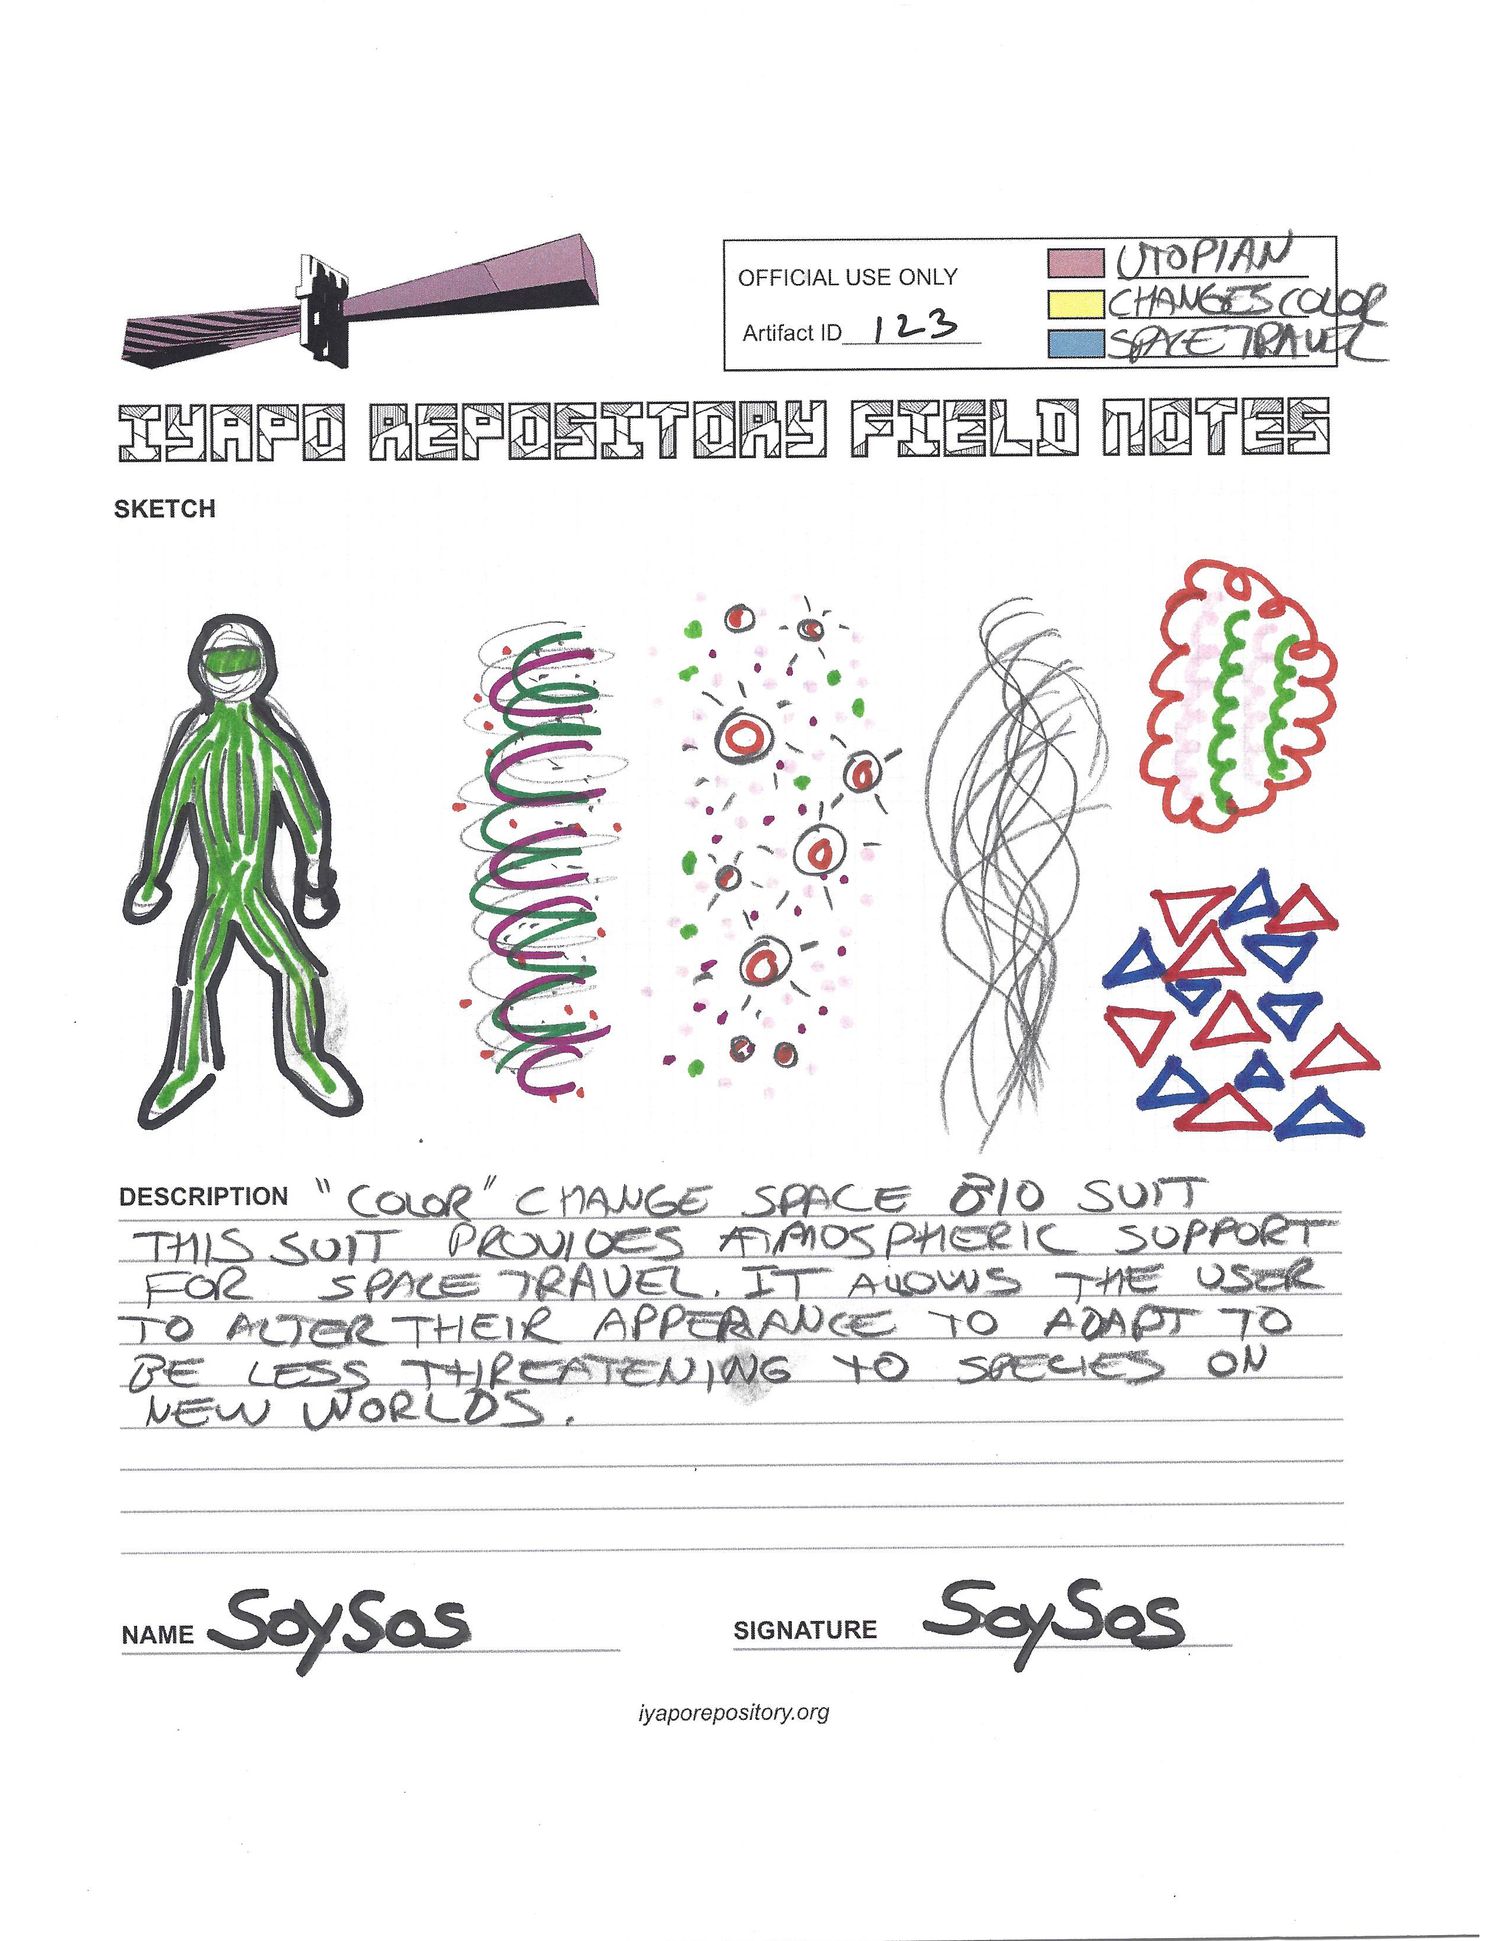 OFFICIAL USE ONLY
Artifact ID 123
UTOPIAN
CHANGES COLOR
SPACE TRAVEL
IYAPO REPOSITORY FIELD NOTES
SKETCH
DESCRIPTION "COLOR" CHANGE SPACE BIO SUIT
THIS SUIT PROVIDES ATMOSPHERIC SUPPORT
FOR SPACE TRAVEL. IT ALLOWS THE USER
TO ALTER THEIR APPERANCE TO ADAPT TO
BE LESS THREATENING TO SPECIES ON
NEW WORLDS.
NAME SoySos
SIGNATURE SoySos
iyaporepository.org